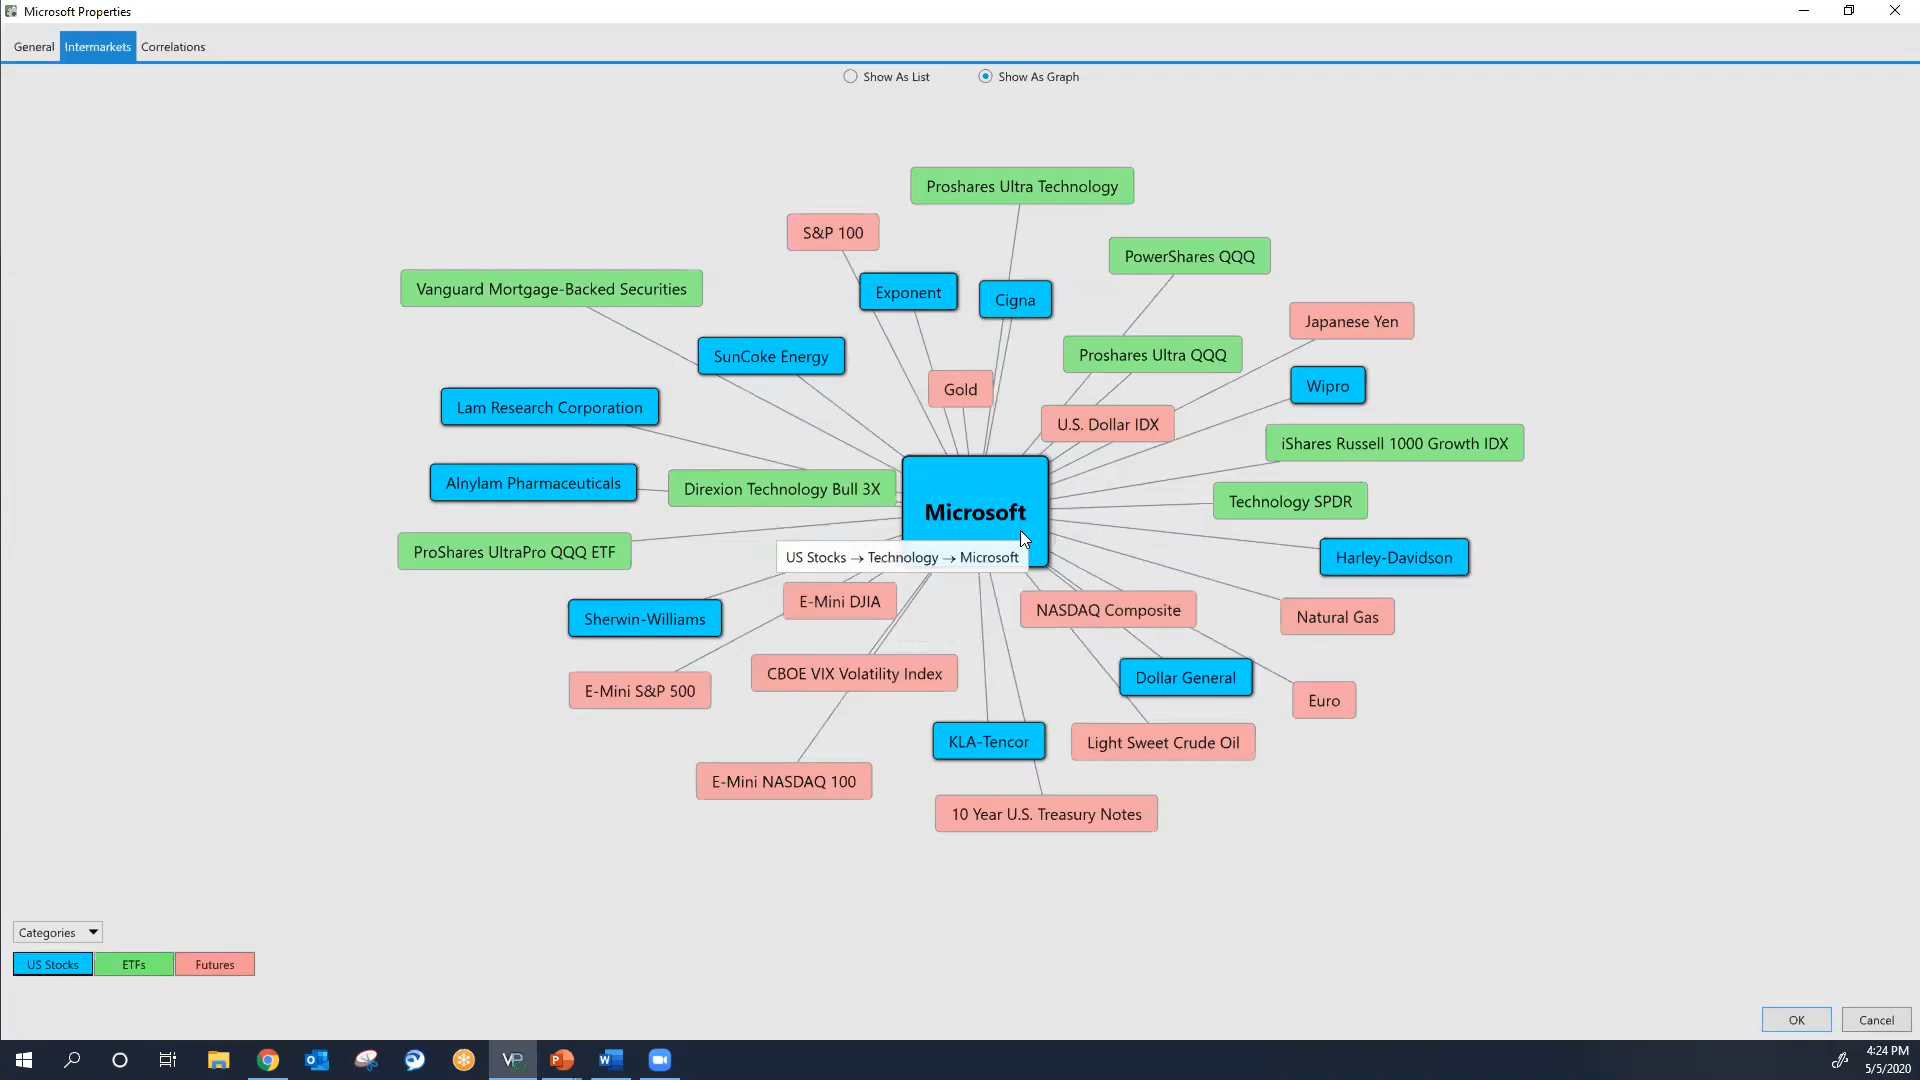 Microsoft Properties
General
Intermarkets
Correlations
Show As List
Show As Graph
Proshares Ultra Technology
S&P 100
PowerShares QQQ
Vanguard Mortgage-Backed Securities
Exponent
Cigna
Japanese Yen
SunCoke Energy
Proshares Ultra QQQ
Gold
Wipro
Lam Research Corporation
U.S. Dollar IDX
iShares Russell 1000 Growth IDX
Alnylam Pharmaceuticals
Direxion Technology Bull 3X
Technology SPDR
Microsoft
ProShares UltraPro QQQ ETF
US Stocks → Technology → Microsoft
Harley-Davidson
E-Mini DJIA
NASDAQ Composite
Sherwin-Williams
Natural Gas
CBOE VIX Volatility Index
Dollar General
E-Mini S&P 500
Euro
KLA-Tencor
Light Sweet Crude Oil
E-Mini NASDAQ 100
10 Year U.S. Treasury Notes
Categories
US Stocks
ETFs
Futures
OK
Cancel
4:24 PM
5/5/2020